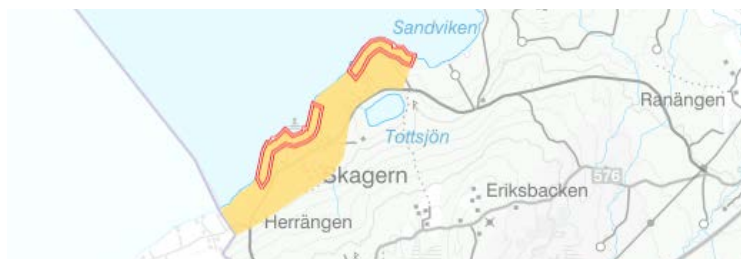 Sandviken
Ranängen
Tottsjön
Skagern
576
Eriksbacken
Herrängen